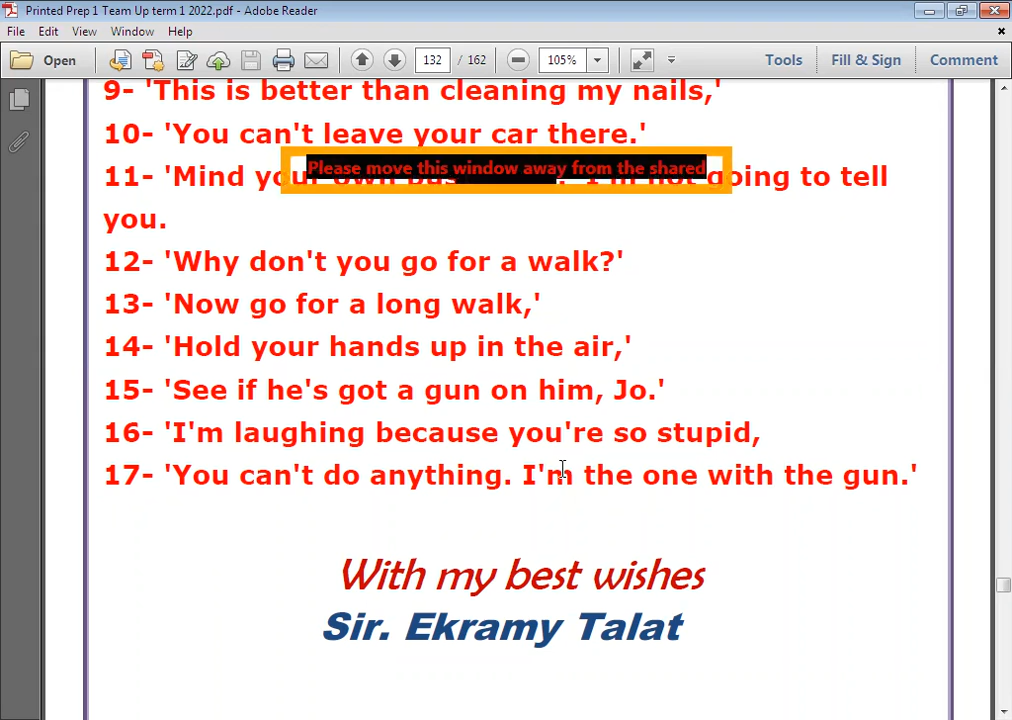 Printed Prep 1 Team Up term 1 2022.pdf - Adobe Reader
File Edit View Window Help
Open 132 / 162 105% Tools Fill & Sign Comment
9- 'This is better than cleaning my nails,'
10- 'You can't leave your car there.'
Please move this window away from the shared
11- 'Mind your own bus . I'm not going to tell
you.
12- 'Why don't you go for a walk?'
13- 'Now go for a long walk,'
14- 'Hold your hands up in the air,'
15- 'See if he's got a gun on him, Jo.'
16- 'I'm laughing because you're so stupid,
17- 'You can't do anything. I'm the one with the gun.'
With my best wishes
Sir. Ekramy Talat